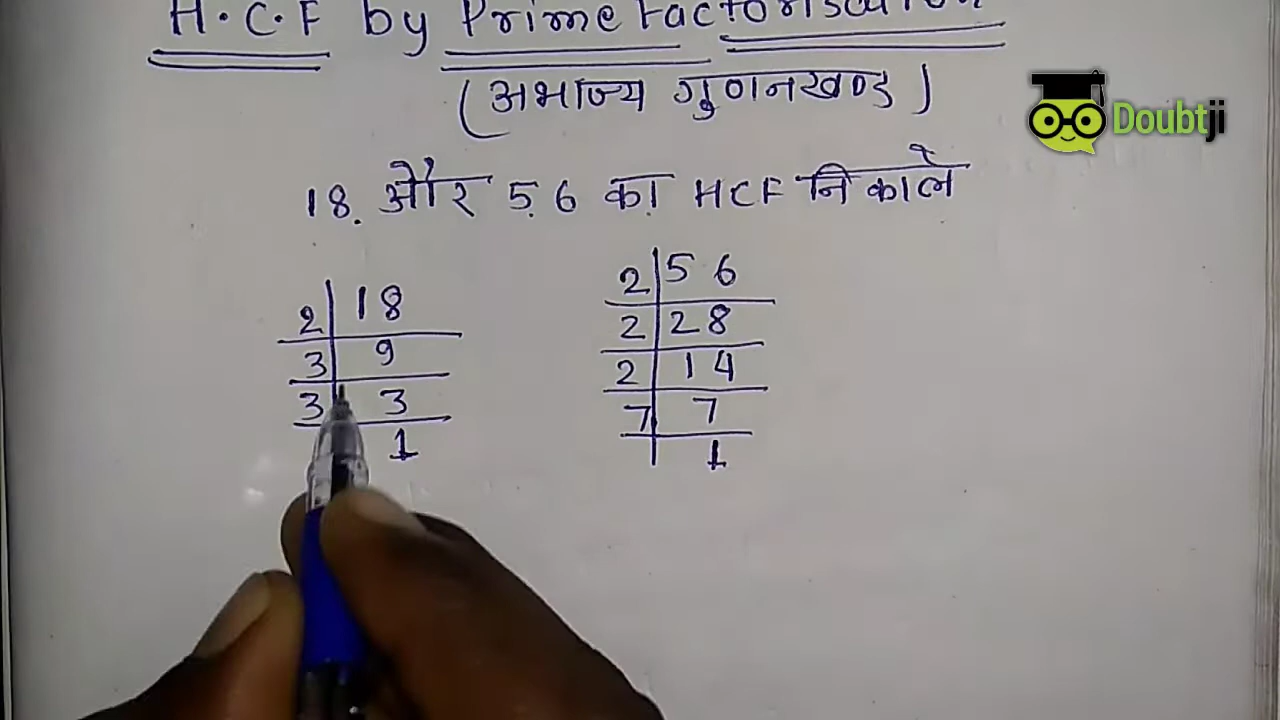 H.C.F by Prime Factorisation
(अभाज्य गुणनखण्ड)
Doubtji
18. और 56 का HCF निकाले
2 | 18
3 | 9
3 | 3
1
2 | 56
2 | 28
2 | 14
7 | 7
1